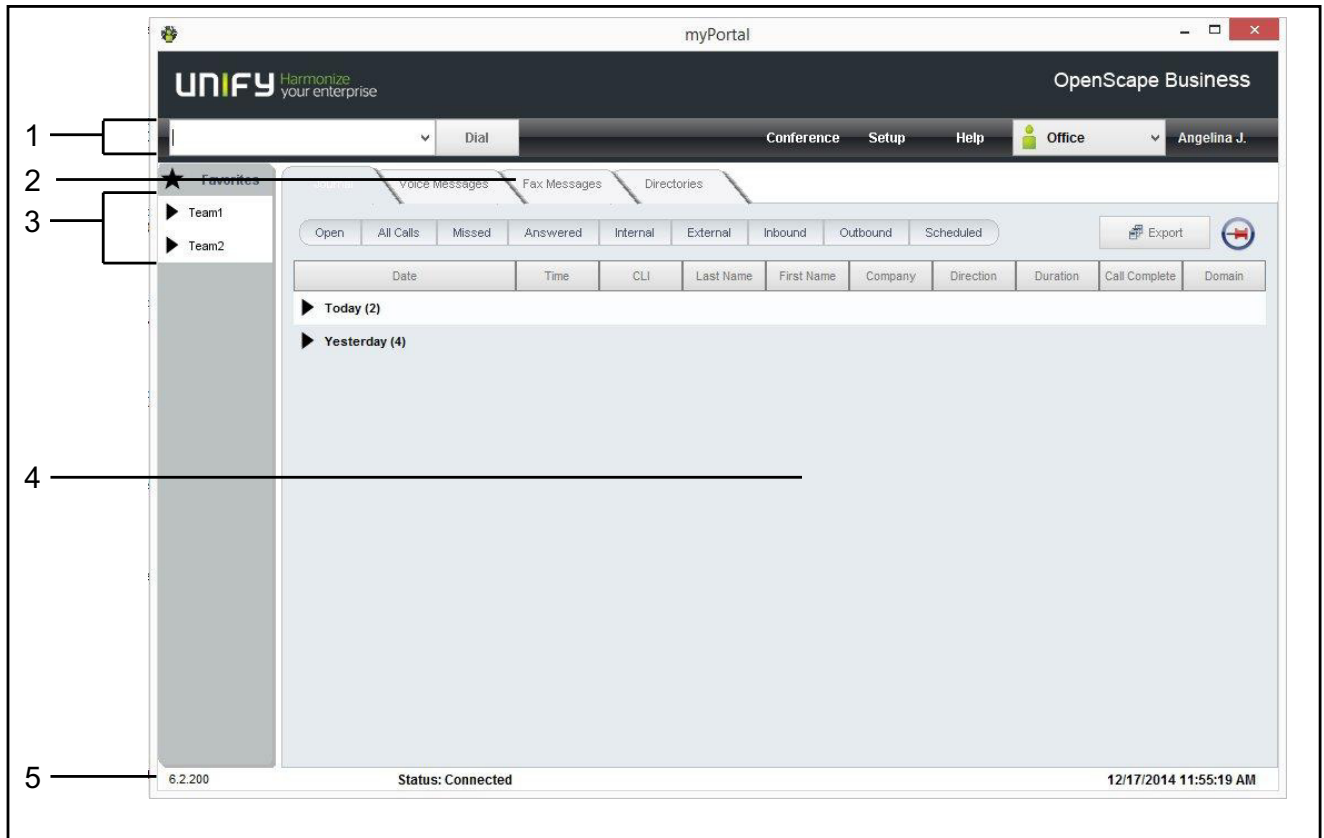 myPortal
UNIFY Harmonize your enterprise
OpenScape Business
1
Dial Conference Setup Help Office Angelina J.
2
Favorites Journal Voice Messages Fax Messages Directories
3
Team1
Team2
Open All Calls Missed Answered Internal External Inbound Outbound Scheduled Export
Date Time CLI Last Name First Name Company Direction Duration Call Complete Domain
Today (2)
Yesterday (4)
4
5
6.2.200 Status: Connected 12/17/2014 11:55:19 AM